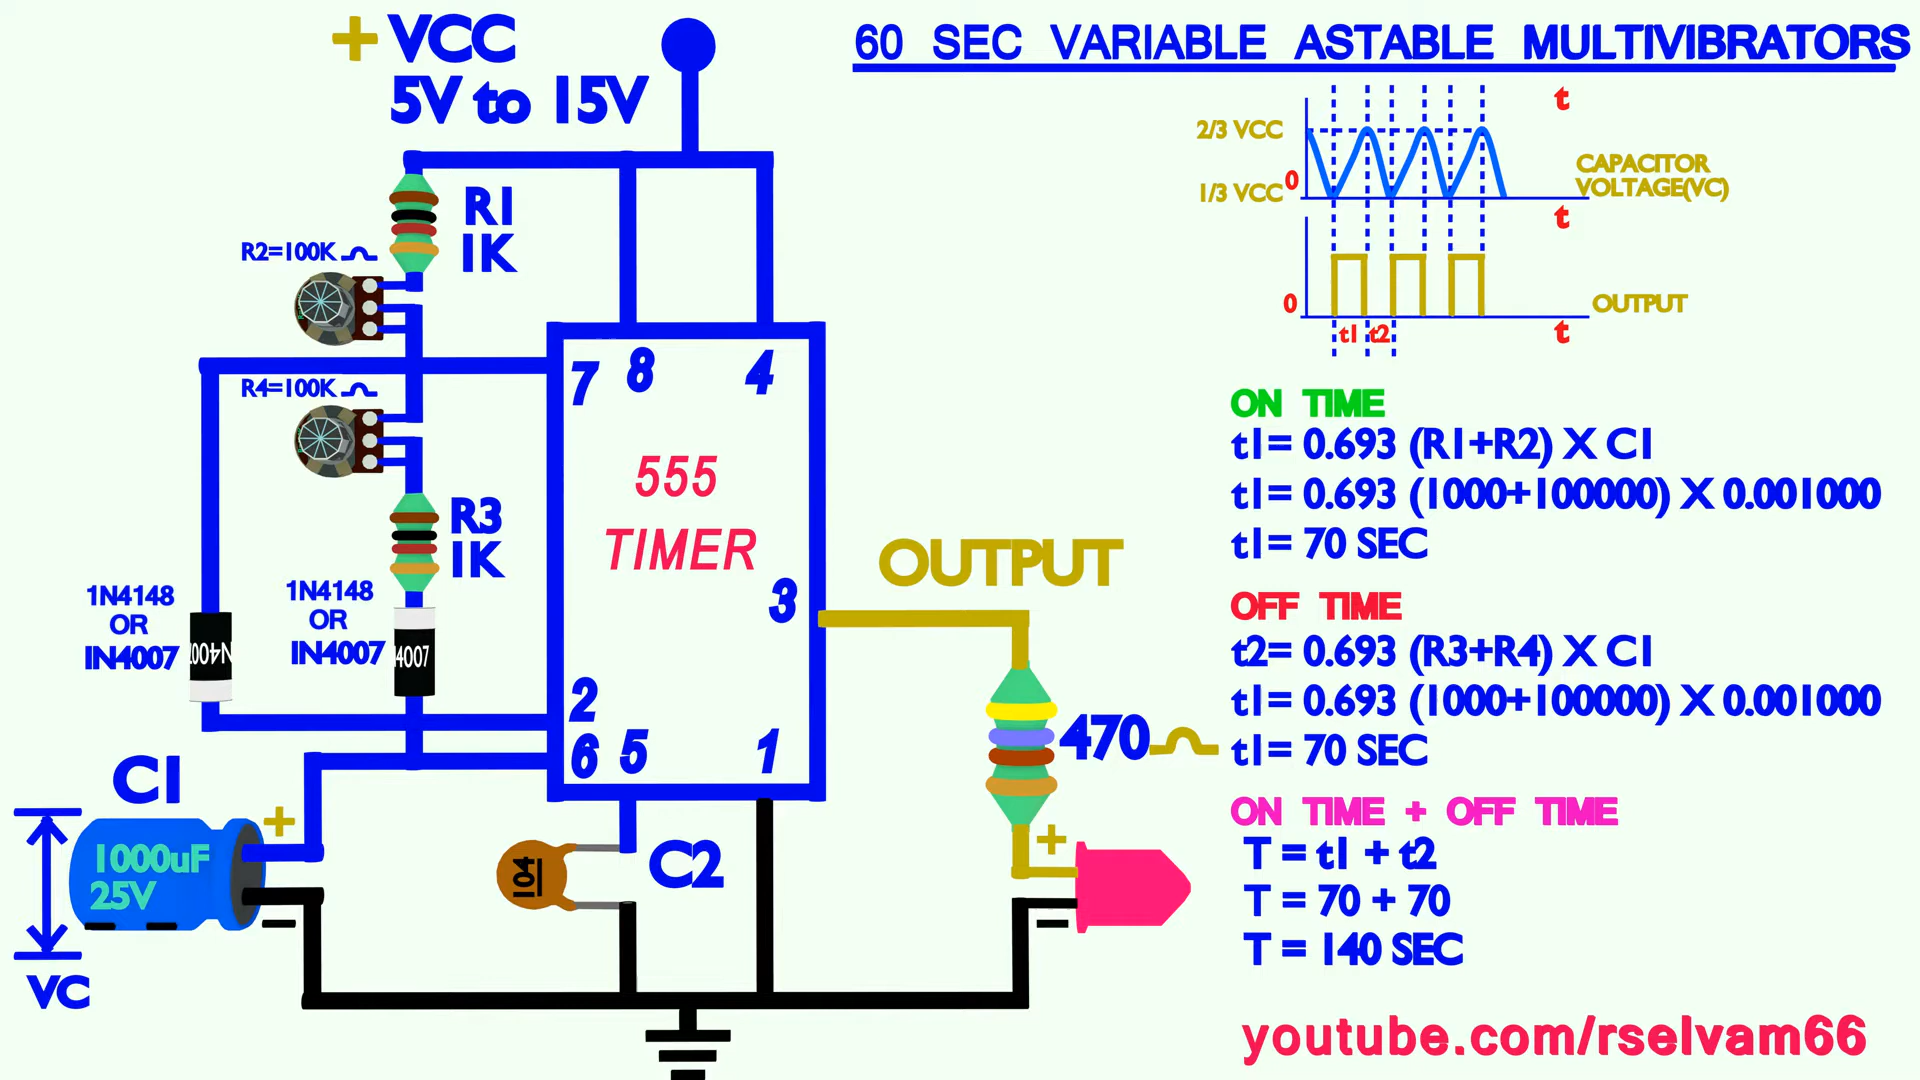 + VCC
5V to 15V
60 SEC VARIABLE ASTABLE MULTIVIBRATORS
t
2/3 VCC
0
1/3 VCC
CAPACITOR
VOLTAGE(VC)
t
0
OUTPUT
t1 t2
t
R1
1K
R2=100K
R4=100K
7 8 4
555
TIMER
3
2
6 5 1
R3
1K
1N4148
OR
IN4007
1N4148
OR
IN4007
4007
OUTPUT
470
+
–
C1
+
1000uF
25V
–
VC
104
C2
ON TIME
t1= 0.693 (R1+R2) X C1
t1= 0.693 (1000+100000) X 0.001000
t1= 70 SEC
OFF TIME
t2= 0.693 (R3+R4) X C1
t1= 0.693 (1000+100000) X 0.001000
t1= 70 SEC
ON TIME + OFF TIME
T = t1 + t2
T = 70 + 70
T = 140 SEC
youtube.com/rselvam66